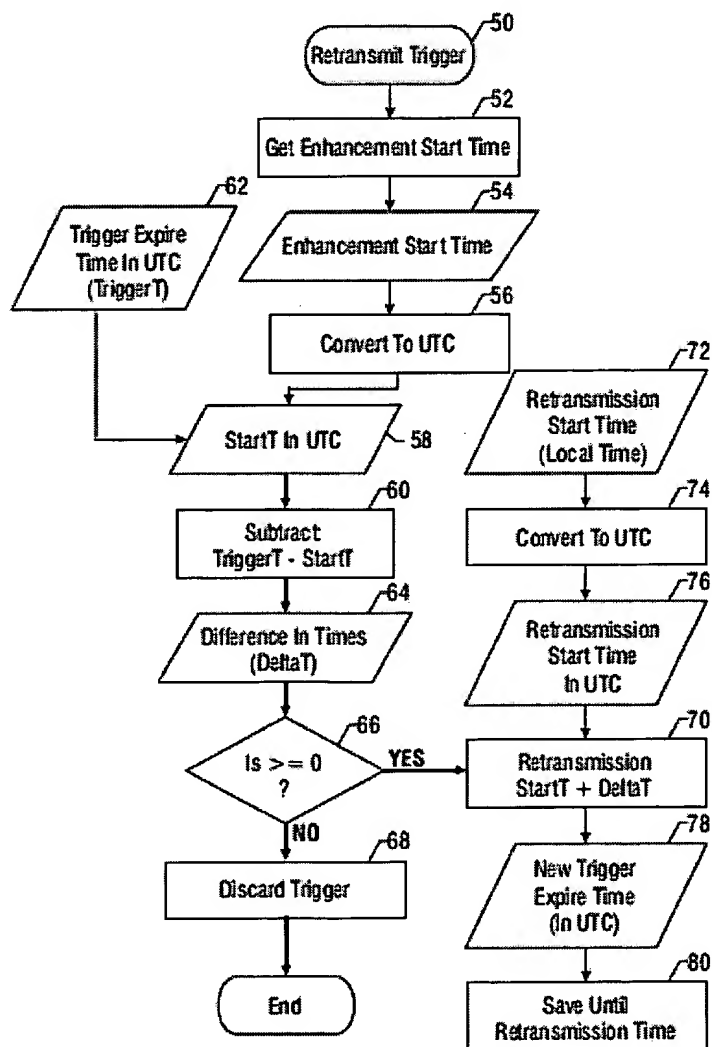 50
Retransmit Trigger
52
Get Enhancement Start Time
62
54
Trigger Expire
Time In UTC
(TriggerT)
Enhancement Start Time
56
Convert To UTC
72
Retransmission
Start Time
(Local Time)
StartT In UTC
58
60
Subtract
TriggerT - StartT
74
Convert To UTC
64
Difference In Times
(DeltaT)
76
Retransmission
Start Time
In UTC
66
Is >= 0
?
YES
70
Retransmission
StartT + DeltaT
NO
68
Discard Trigger
78
New Trigger
Expire Time
(In UTC)
End
80
Save Until
Retransmission Time